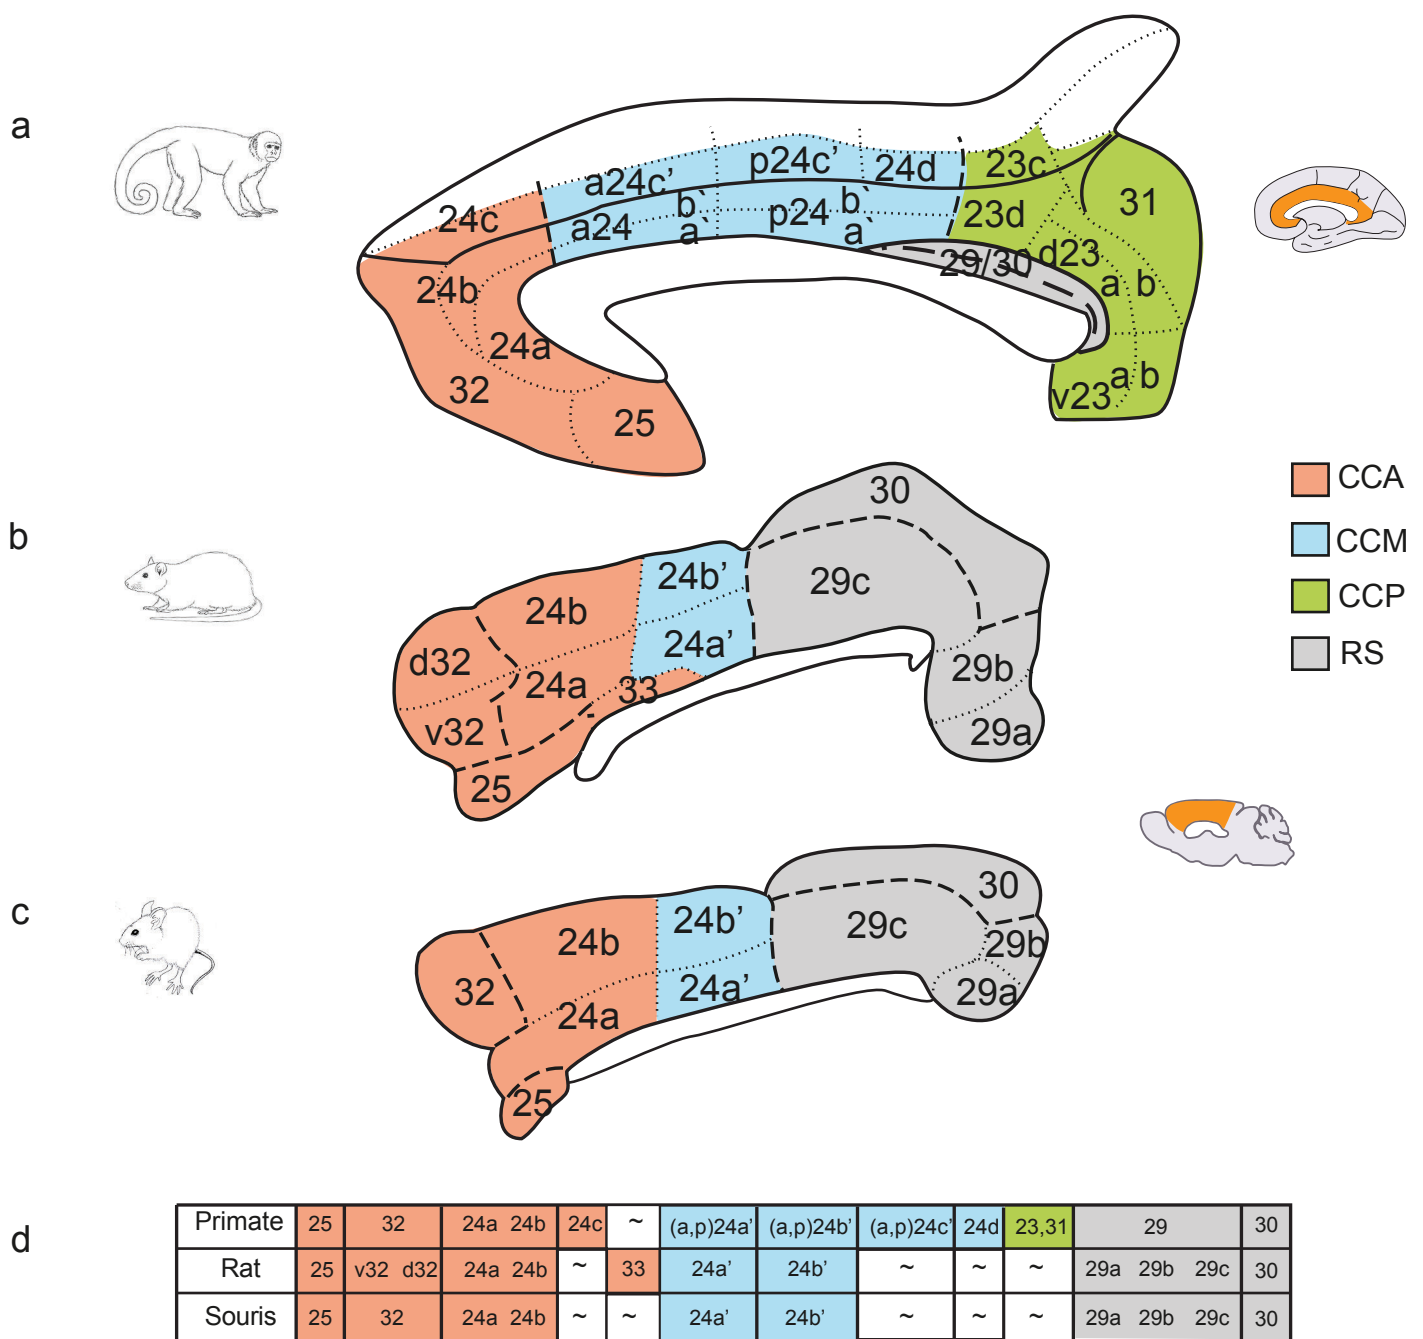 a
24c a24c’ p24c’ 24d 23c 31
24b a24 b` a` p24 b` a` 23d
29/30 d23 a b
24a
32 25
v23 a b
CCA
CCM
CCP
RS
b
30
24b’ 29c
24b
24a’
d32 24a 33 29b
v32 29a
25
c
30
24b’ 29c 29b
24b
32 24a’ 29a
24a
25
d
Primate 25 32 24a 24b 24c ~ (a,p)24a’ (a,p)24b’ (a,p)24c’ 24d 23,31 29 30
Rat 25 v32 d32 24a 24b ~ 33 24a’ 24b’ ~ ~ ~ 29a 29b 29c 30
Souris 25 32 24a 24b ~ ~ 24a’ 24b’ ~ ~ ~ 29a 29b 29c 30